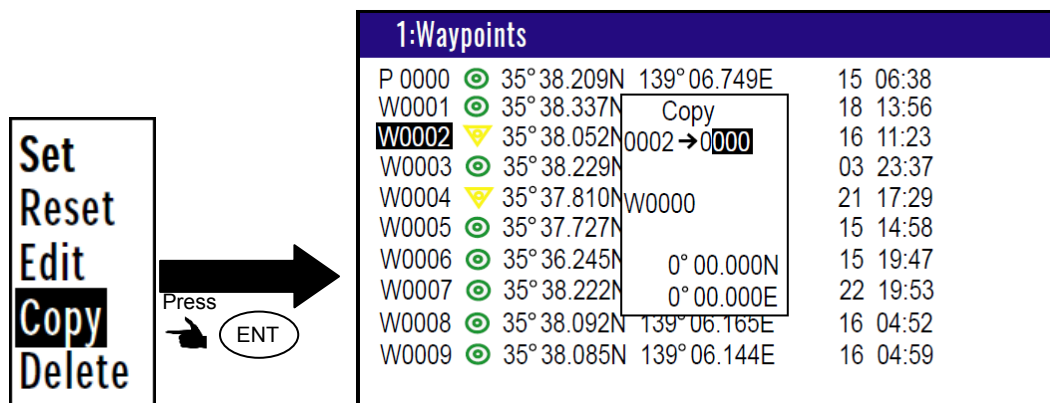 Set
Reset
Edit
Copy
Delete
Press
ENT
1:Waypoints
P 0000 35°38.209N 139°06.749E 15 06:38
W0001 35°38.337N 18 13:56
W0002 35°38.052N 16 11:23
W0003 35°38.229N 03 23:37
W0004 35°37.810N 21 17:29
W0005 35°37.727N 15 14:58
W0006 35°36.245N 15 19:47
W0007 35°38.222N 22 19:53
W0008 35°38.092N 139°06.165E 16 04:52
W0009 35°38.085N 139°06.144E 16 04:59
Copy
0002→0000
W0000
0°00.000N
0°00.000E